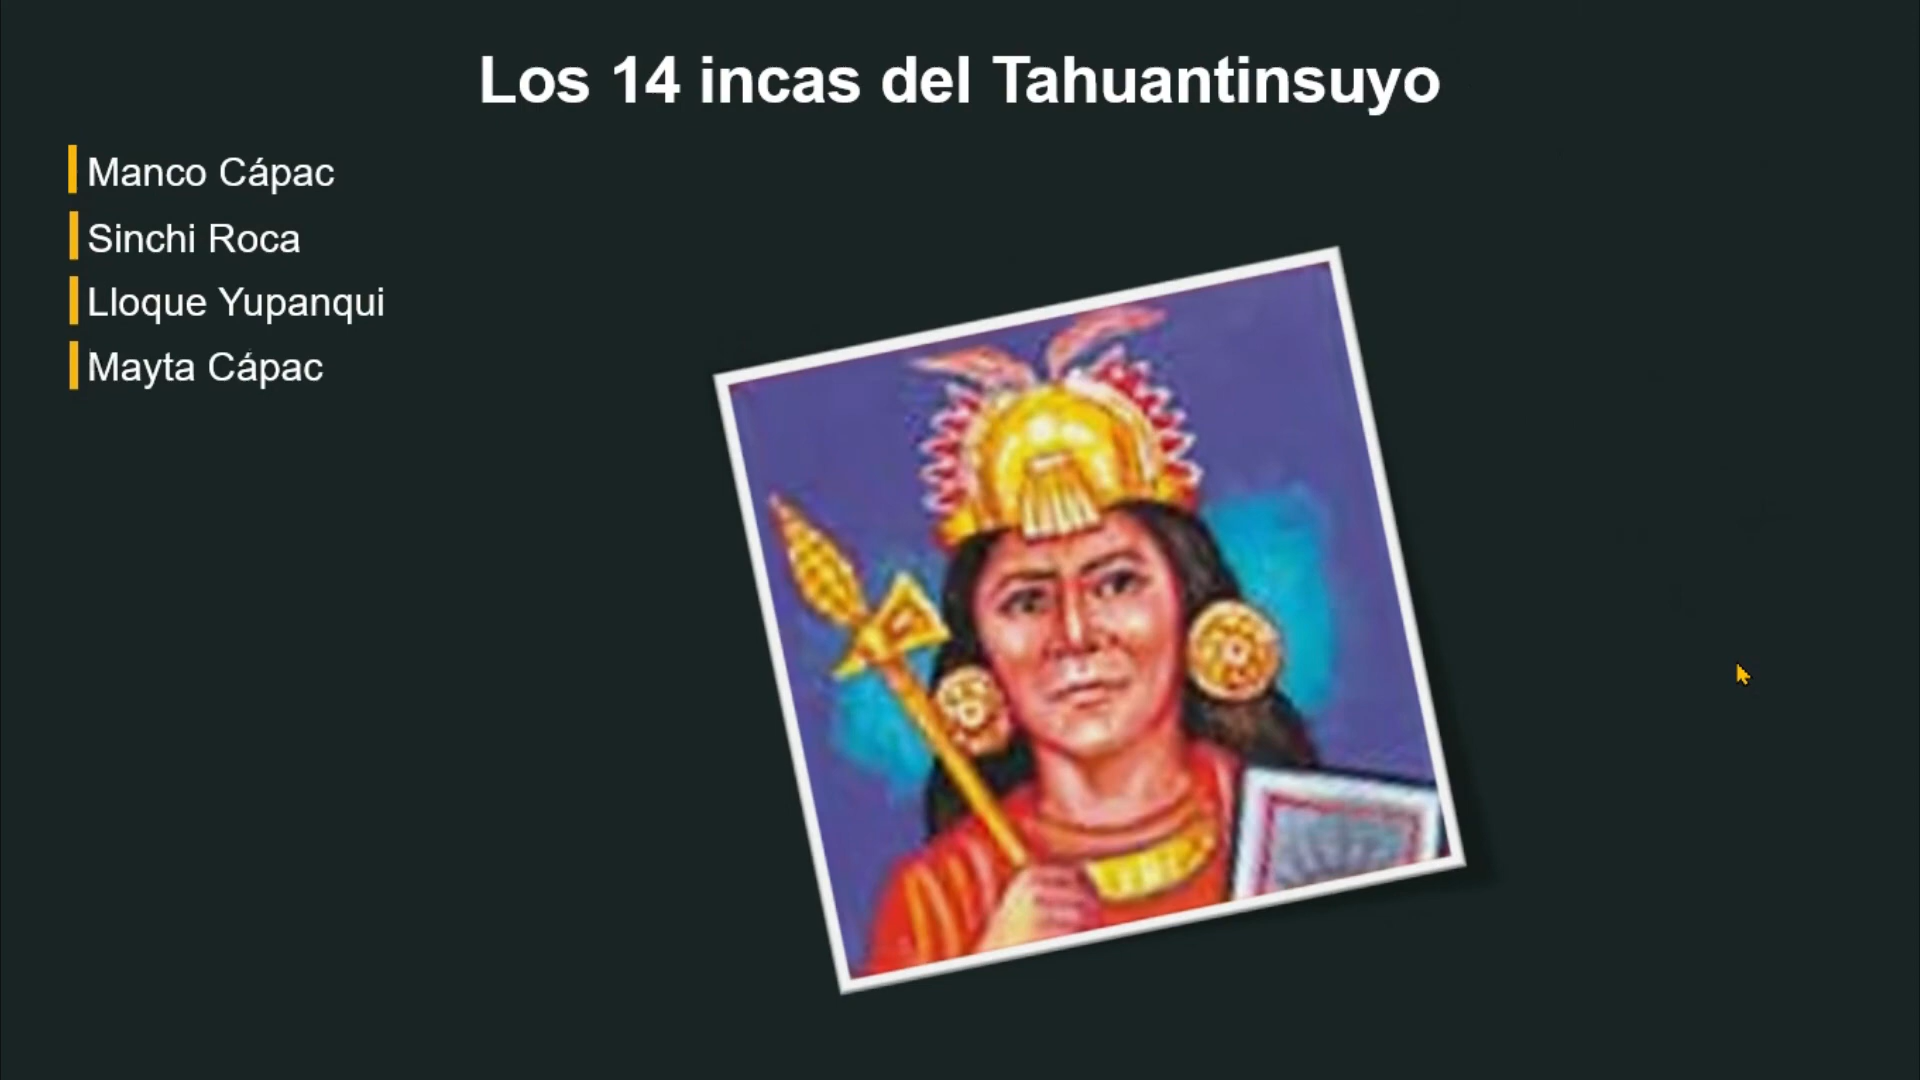 Los 14 incas del Tahuantinsuyo
Manco Cápac
Sinchi Roca
Lloque Yupanqui
Mayta Cápac